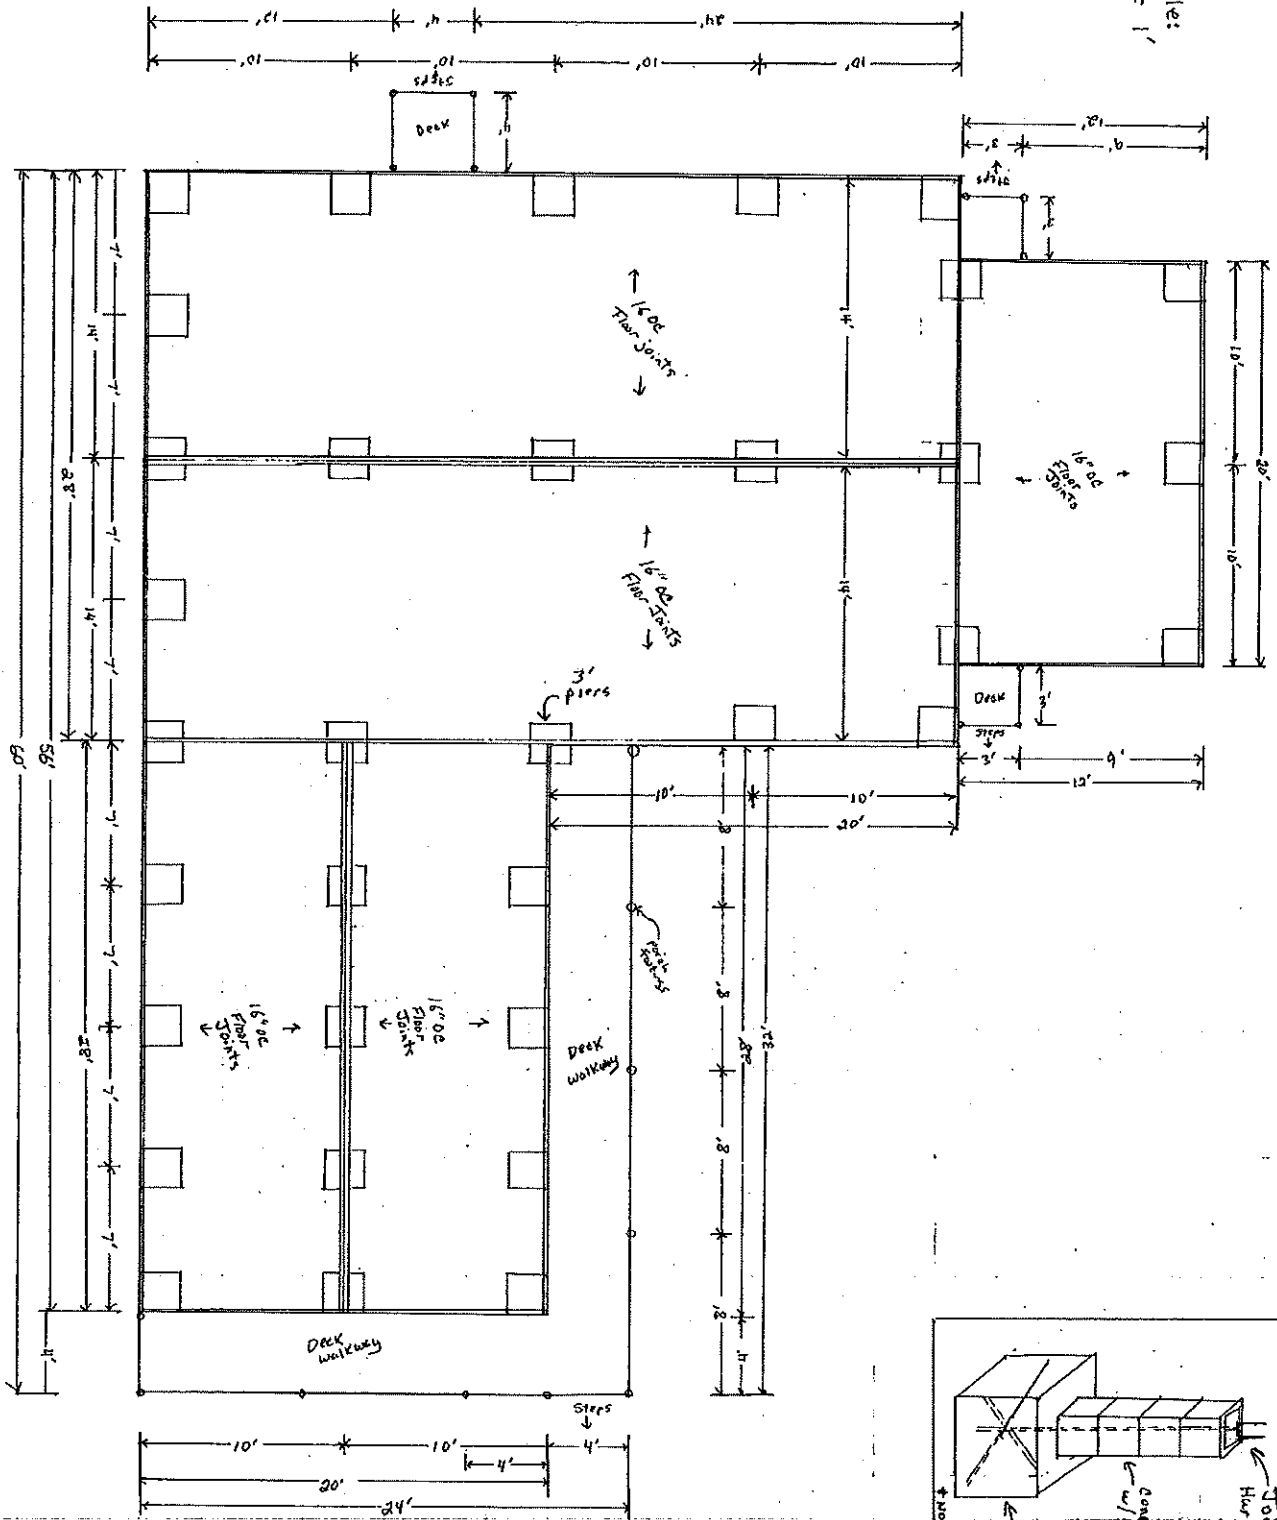 12'
4'
24'
10'
10'
10'
10'
Steps
Deck
4'
le:
= 1'
12'
3'
9'
Steps
16 OC
Floor Joints
14'
7'
14'
7'
28'
10'
20'
10'
16" OC
Floor
Joints
16" OC
Floor Joints
14'
7'
14'
7'
3'
piers
Deck
3'
Steps
3'
9'
12'
60'
56'
10'
10'
20'
7'
8'
7'
porch
footings
28'
16" OC
Floor
Joints
16" OC
Floor
Joints
8'
28'
32'
Deck
walkway
7'
8'
7'
8'
4'
4'
Deck
walkway
Steps
10'
10'
4'
4'
20'
24'
w/